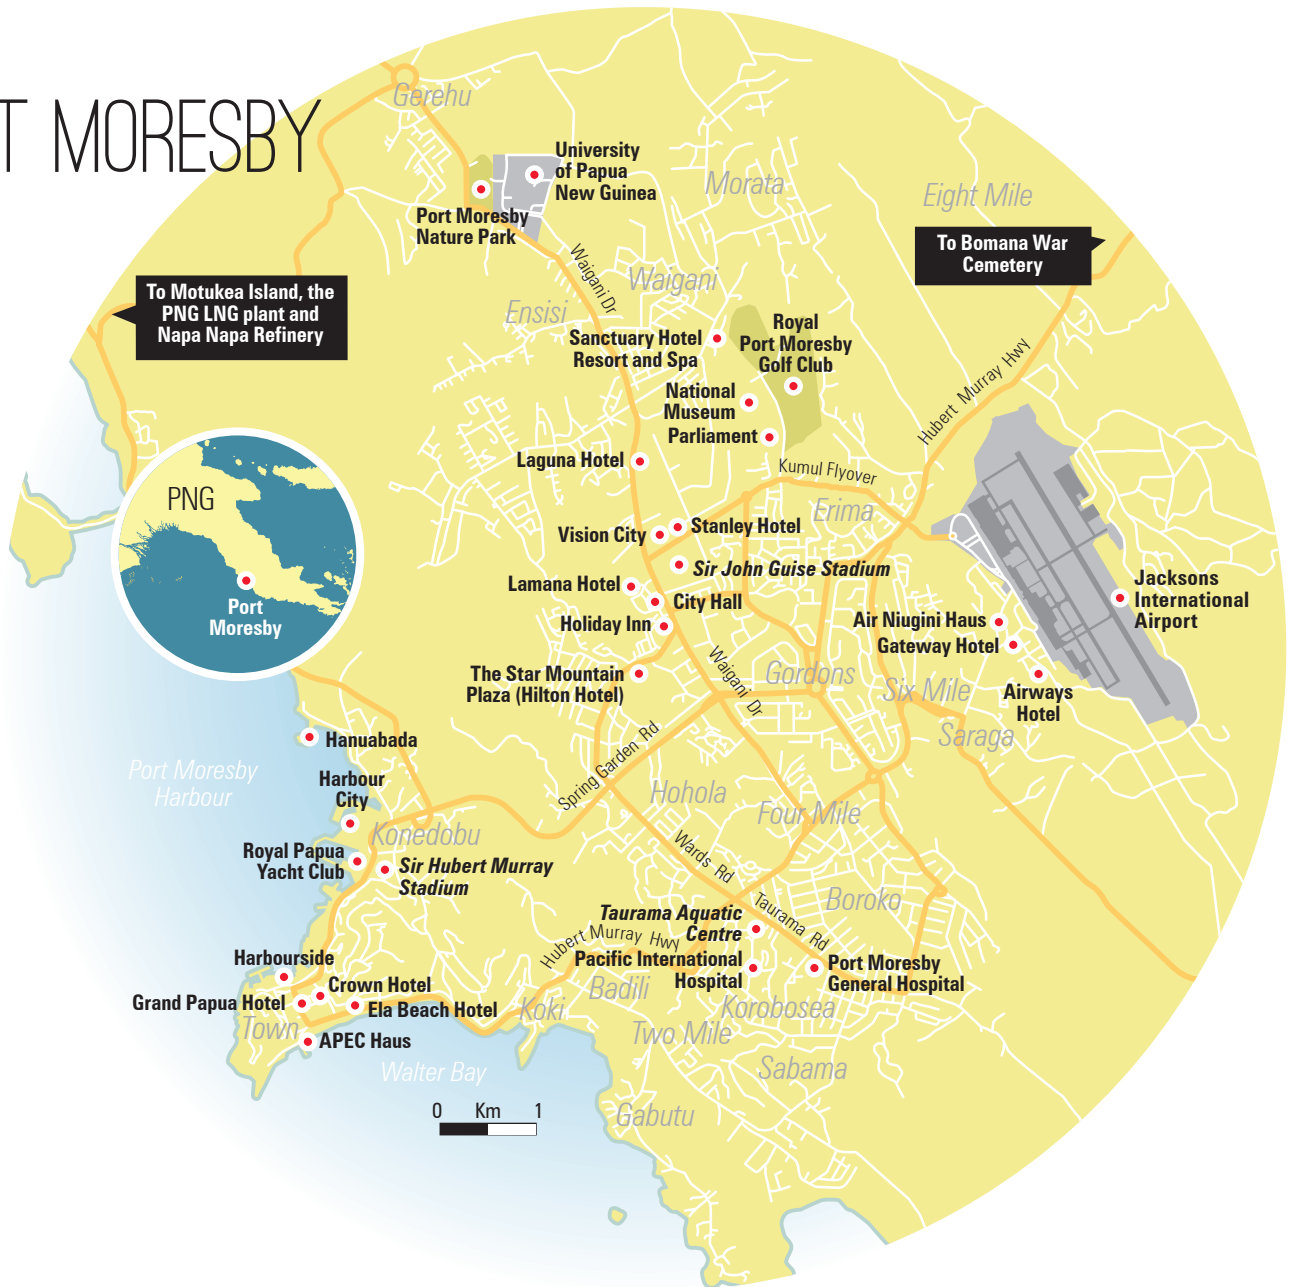 T MORESBY
Gerehu
University
of Papua
New Guinea
Port Moresby
Nature Park
Morata
Eight Mile
To Bomana War
Cemetery
Waigani Dr
Waigani
Ensisi
To Motukea Island, the
PNG LNG plant and
Napa Napa Refinery
Sanctuary Hotel
Resort and Spa
Royal
Port Moresby
Golf Club
National
Museum
Parliament
Hubert Murray Hwy
Laguna Hotel
Kumul Flyover
Erima
PNG
Port
Moresby
Vision City
Stanley Hotel
Sir John Guise Stadium
Lamana Hotel
City Hall
Holiday Inn
Jacksons
International
Airport
Air Niugini Haus
Gateway Hotel
Airways
Hotel
The Star Mountain
Plaza (Hilton Hotel)
Waigani Dr
Gordons
Six Mile
Saraga
Hanuabada
Port Moresby
Harbour
Harbour
City
Spring Garden Rd
Hohola
Four Mile
Konedobu
Royal Papua
Yacht Club
Sir Hubert Murray
Stadium
Wards Rd
Boroko
Taurama Aquatic
Centre
Taurama Rd
Hubert Murray Hwy
Pacific International
Hospital
Port Moresby
General Hospital
Harbourside
Crown Hotel
Grand Papua Hotel
Ela Beach Hotel
Town
APEC Haus
Koki
Badili
Korobosea
Two Mile
Sabama
Walter Bay
Gabutu
0 Km 1